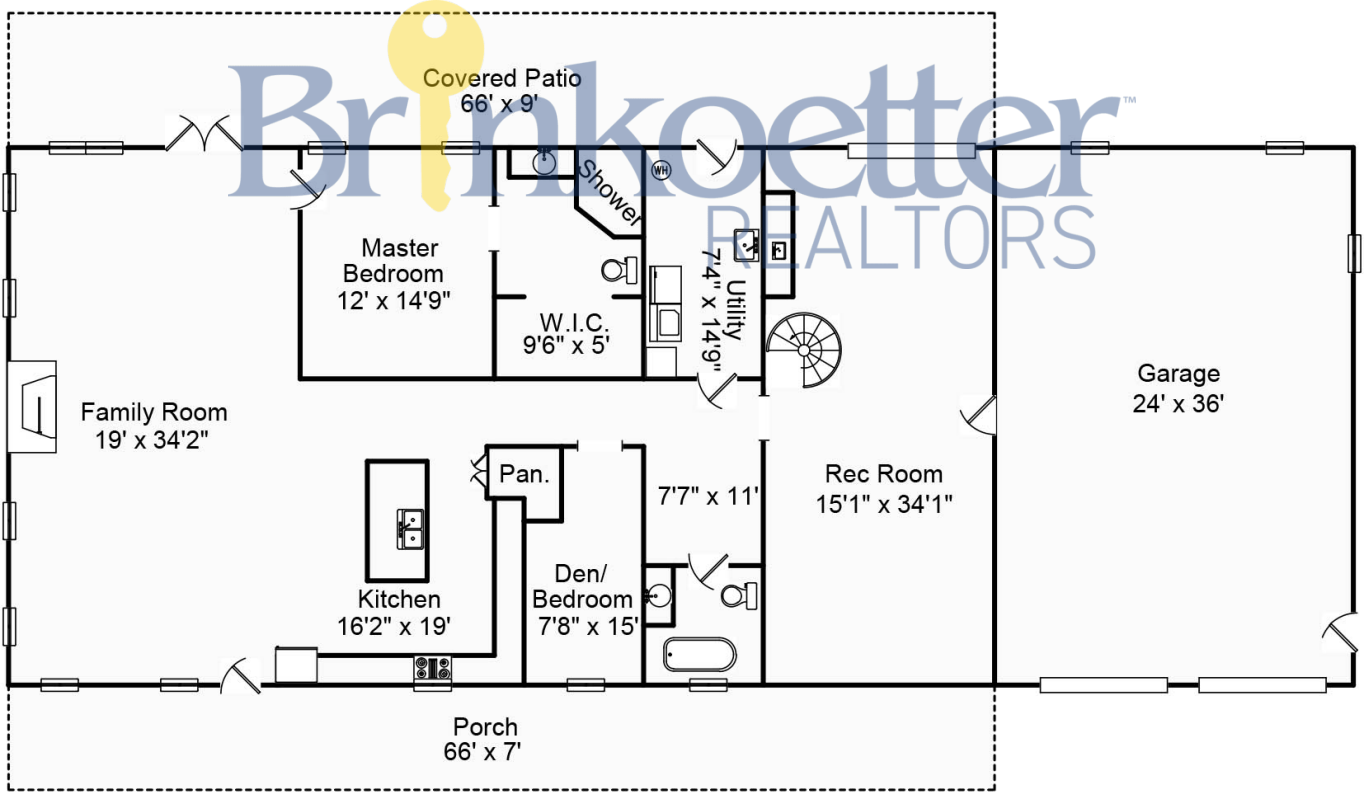 Covered Patio
66' x 9'
Brinkoetter™
REALTORS
Shower
WH
Master
Bedroom
12' x 14'9"
W.I.C.
9'6" x 5'
Utility
7'4" x 14'9"
Garage
24' x 36'
Family Room
19' x 34'2"
Pan.
7'7" x 11'
Rec Room
15'1" x 34'1"
Den/
Bedroom
7'8" x 15'
Kitchen
16'2" x 19'
Porch
66' x 7'